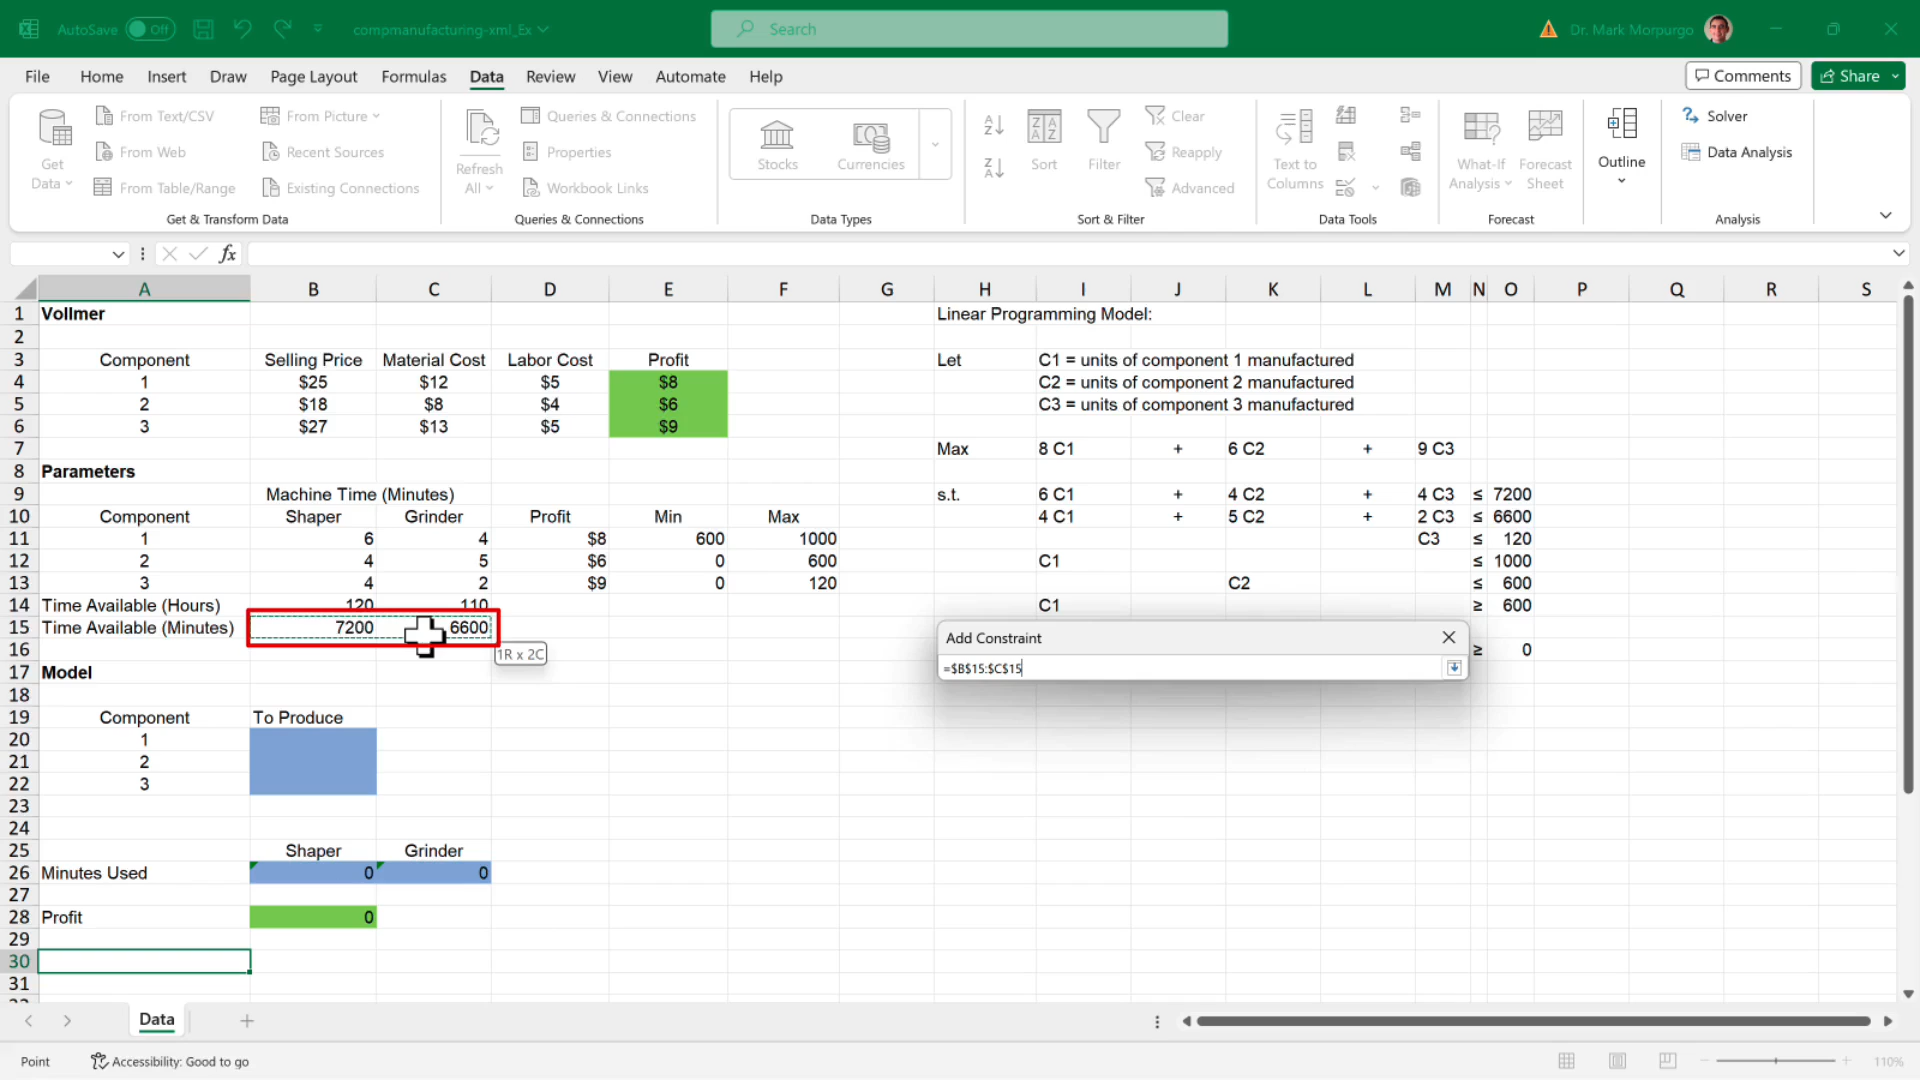 AutoSave Off compmanufacturing-xml_Ex Search Dr. Mark Morpurgo
File Home Insert Draw Page Layout Formulas Data Review View Automate Help Comments Share
Get Data
From Text/CSV
From Web
From Table/Range
From Picture
Recent Sources
Existing Connections
Get & Transform Data
Refresh All
Queries & Connections
Properties
Workbook Links
Queries & Connections
Stocks Currencies
Data Types
Sort
Filter
Clear
Reapply
Advanced
Sort & Filter
Text to Columns
Data Tools
What-If Analysis
Forecast Sheet
Forecast
Outline
Solver
Data Analysis
Analysis
fx
A B C D E F G H I J K L M N O P Q R S
1 Vollmer Linear Programming Model:
2
3 Component Selling Price Material Cost Labor Cost Profit Let C1 = units of component 1 manufactured
4 1 $25 $12 $5 $8 C2 = units of component 2 manufactured
5 2 $18 $8 $4 $6 C3 = units of component 3 manufactured
6 3 $27 $13 $5 $9
7 Max 8 C1 + 6 C2 + 9 C3
8 Parameters
9 Machine Time (Minutes) s.t. 6 C1 + 4 C2 + 4 C3 ≤ 7200
10 Component Shaper Grinder Profit Min Max 4 C1 + 5 C2 + 2 C3 ≤ 6600
11 1 6 4 $8 600 1000 C3 ≤ 120
12 2 4 5 $6 0 600 C1 ≤ 1000
13 3 4 2 $9 0 120 C2 ≤ 600
14 Time Available (Hours) 120 110 C1 ≥ 600
15 Time Available (Minutes) 7200 6600
1R x 2C
Add Constraint
=$B$15:$C$15
16 ≥ 0
17 Model
18
19 Component To Produce
20 1
21 2
22 3
23
24
25 Shaper Grinder
26 Minutes Used 0 0
27
28 Profit 0
29
30
31
Data
Point Accessibility: Good to go 110%